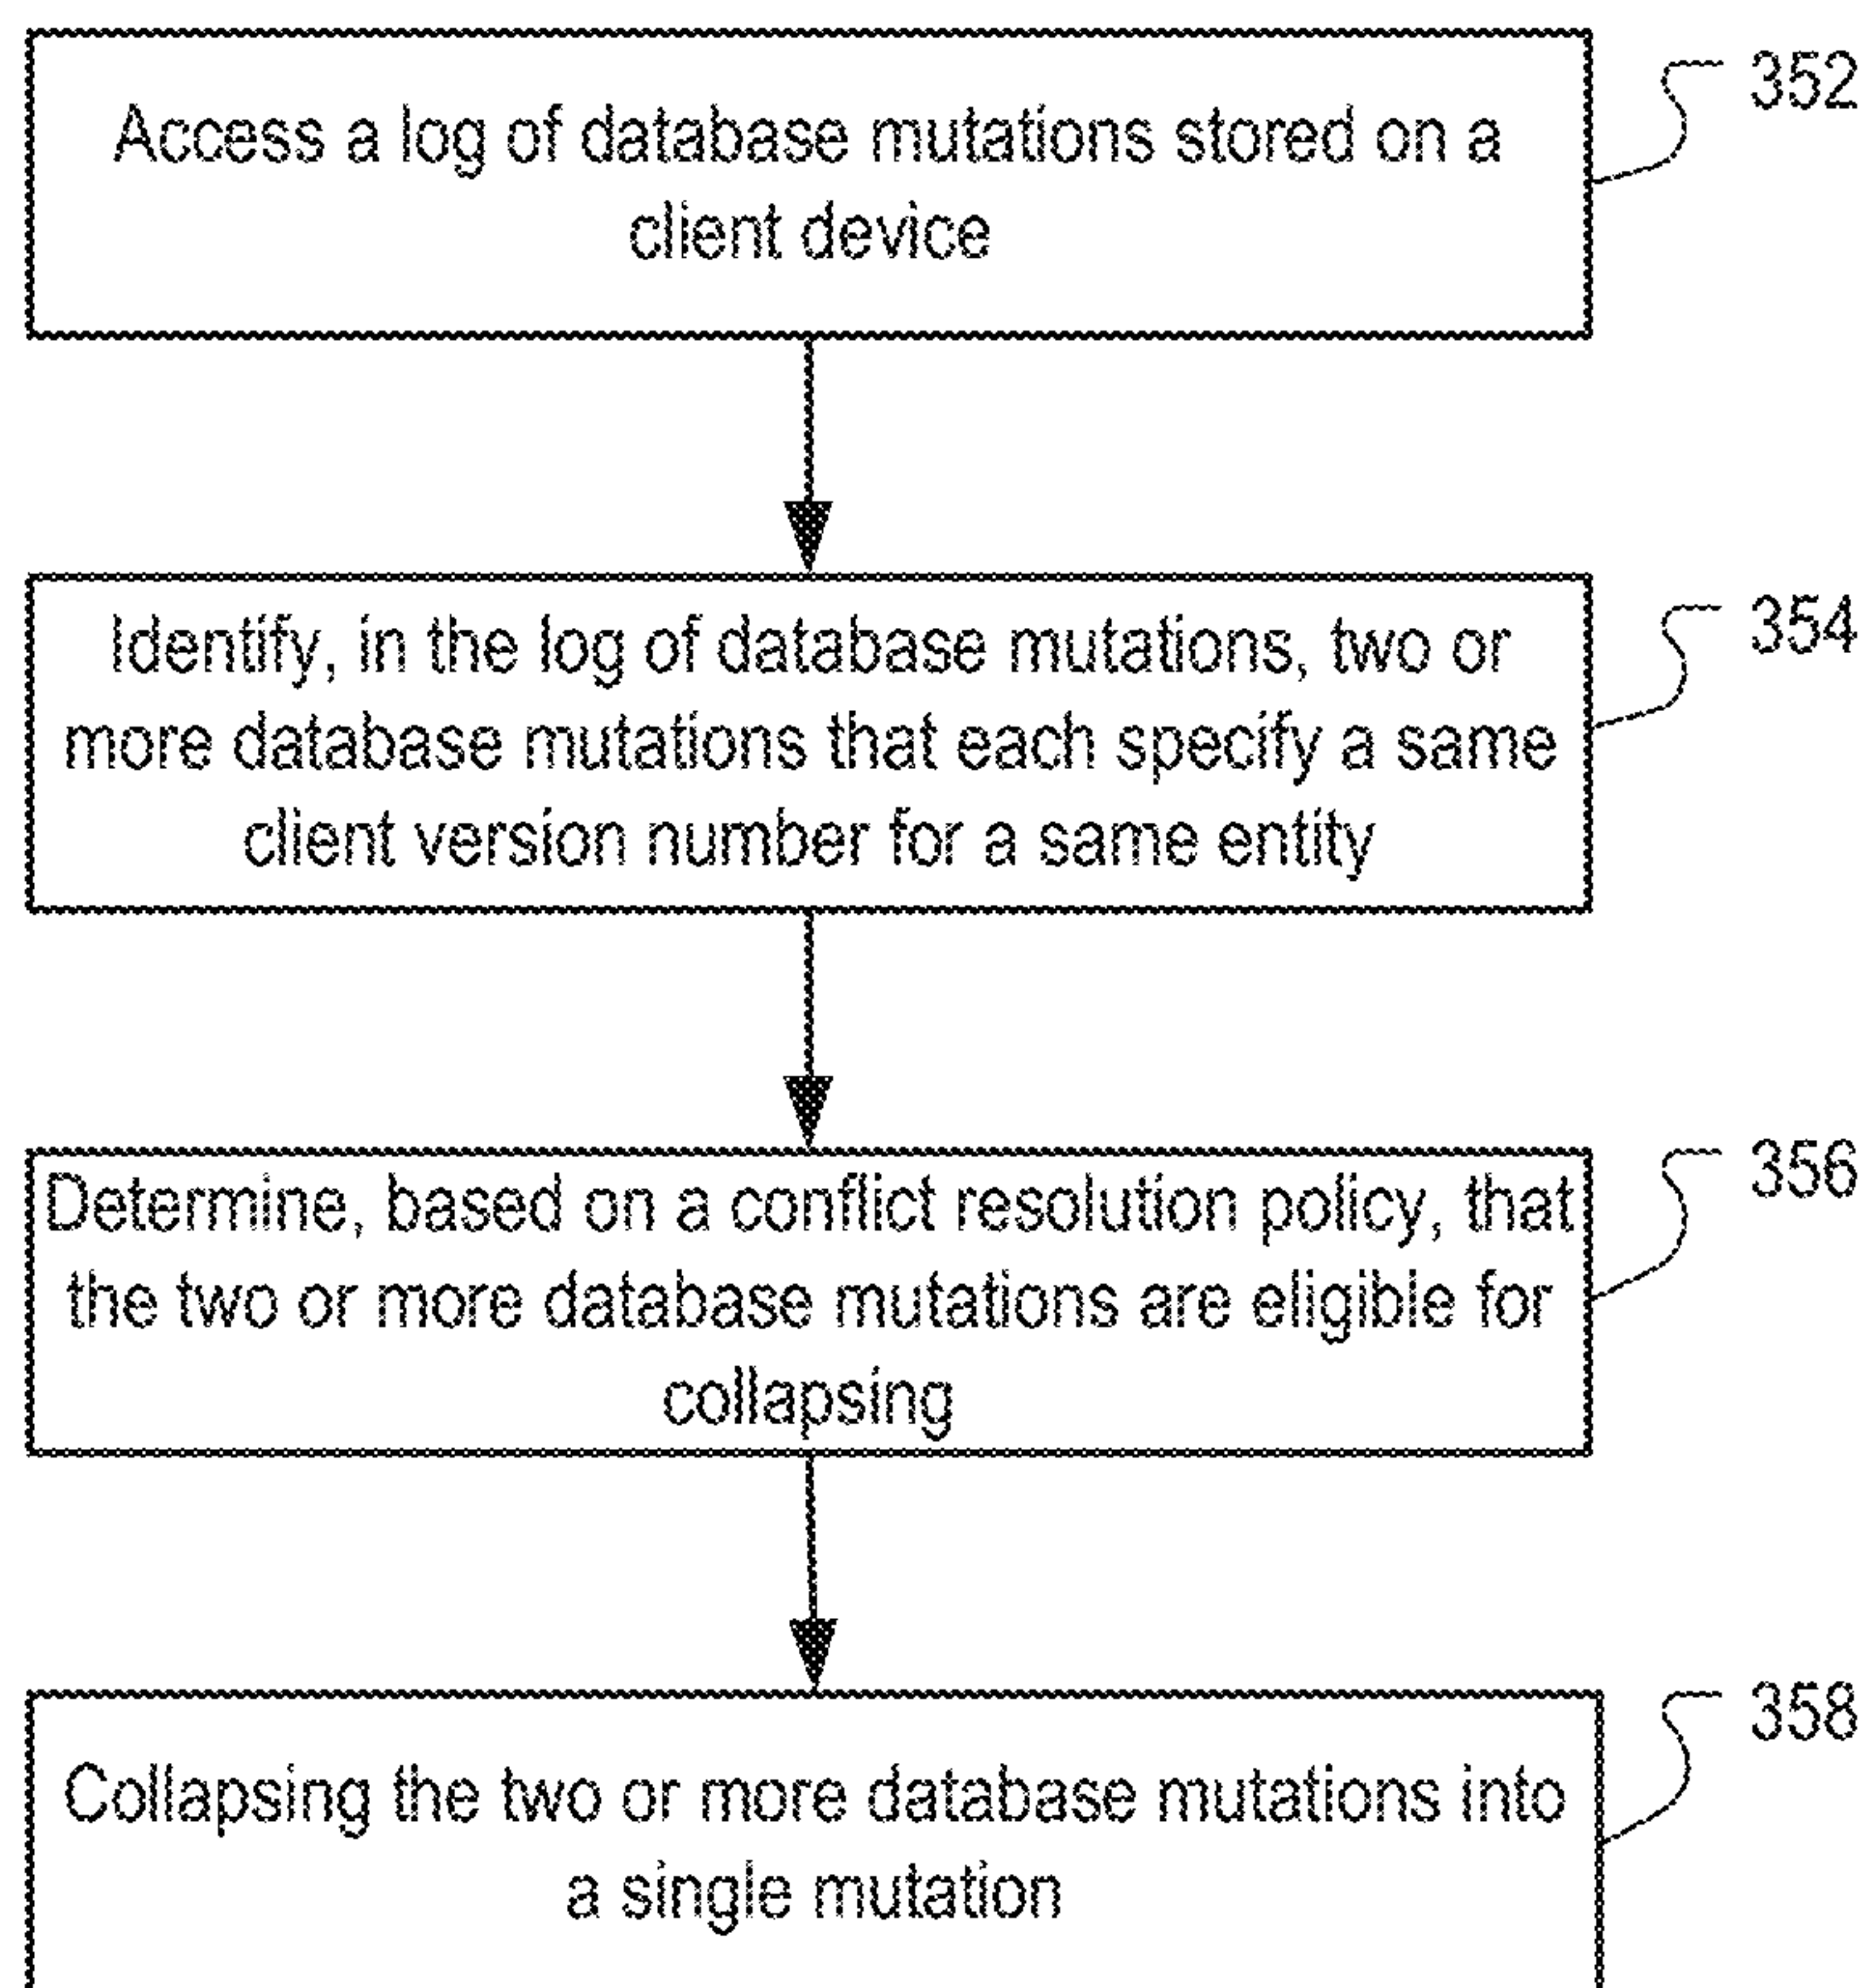 Access a log of database mutations stored on a
client device
352
Identify, in the log of database mutations, two or
more database mutations that each specify a same
client version number for a same entity
354
Determine, based on a conflict resolution policy, that
the two or more database mutations are eligible for
collapsing
356
Collapsing the two or more database mutations into
a single mutation
358